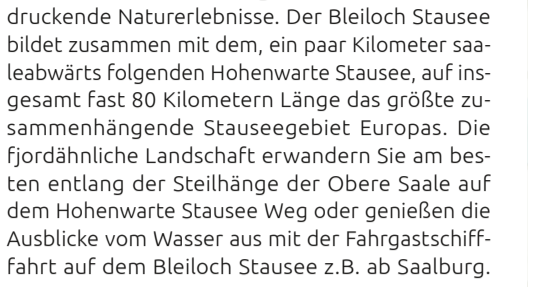 druckende Naturerlebnisse. Der Bleiloch Stausee
bildet zusammen mit dem, ein paar Kilometer saa-
leabwärts folgenden Hohenwarte Stausee, auf ins-
gesamt fast 80 Kilometern Länge das größte zu-
sammenhängende Stauseegebiet Europas. Die
fjordähnliche Landschaft erwandern Sie am bes-
ten entlang der Steilhänge der Obere Saale auf
dem Hohenwarte Stausee Weg oder genießen die
Ausblicke vom Wasser aus mit der Fahrgastschiff-
fahrt auf dem Bleiloch Stausee z.B. ab Saalburg.